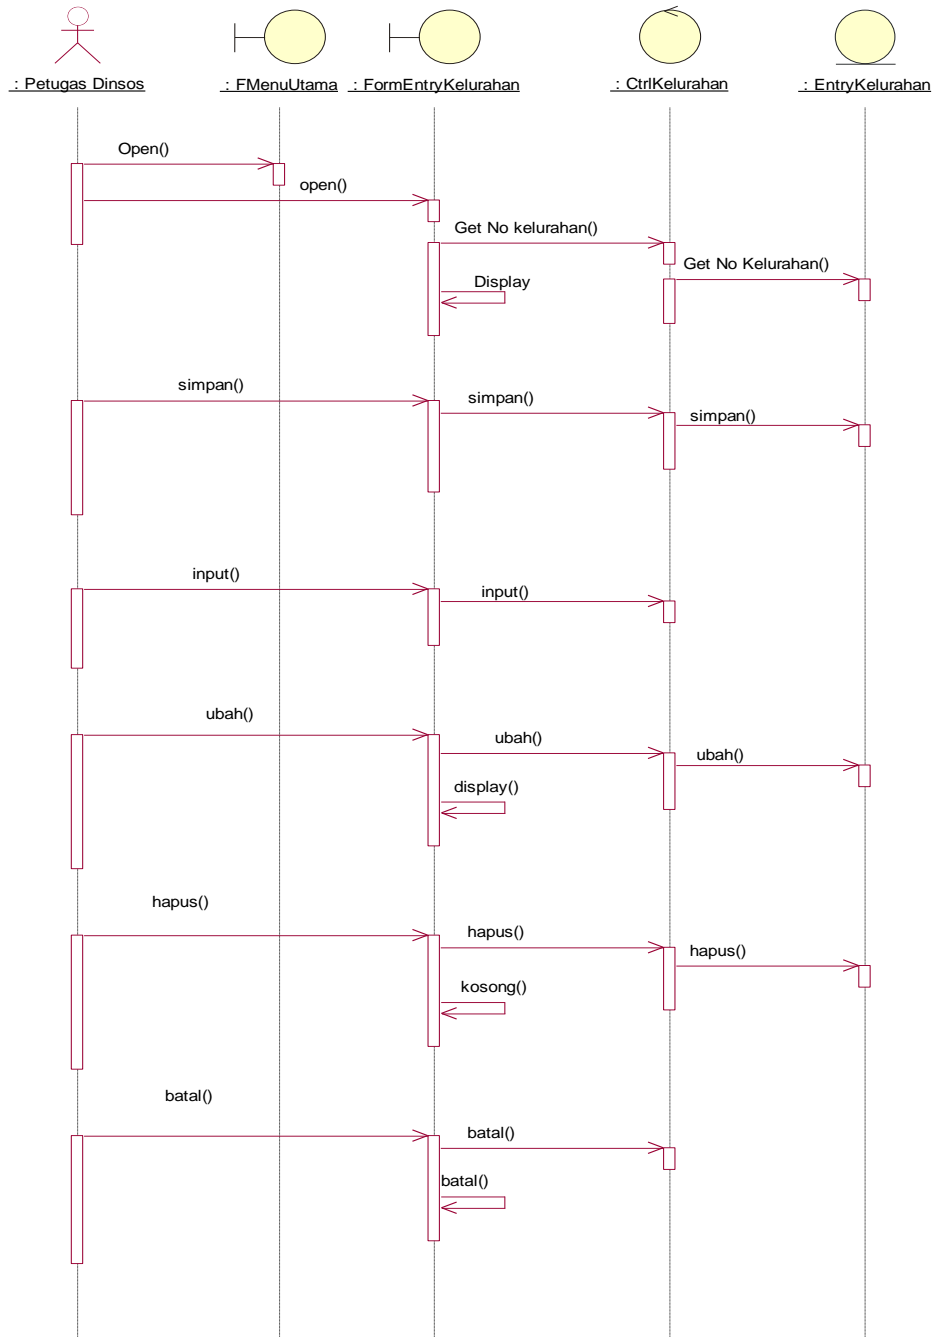 : Petugas Dinsos
: FMenuUtama
: FormEntryKelurahan
: CtrlKelurahan
: EntryKelurahan
Open()
open()
Get No kelurahan()
Get No Kelurahan()
Display
simpan()
simpan()
simpan()
input()
input()
ubah()
ubah()
ubah()
display()
hapus()
hapus()
hapus()
kosong()
batal()
batal()
batal()